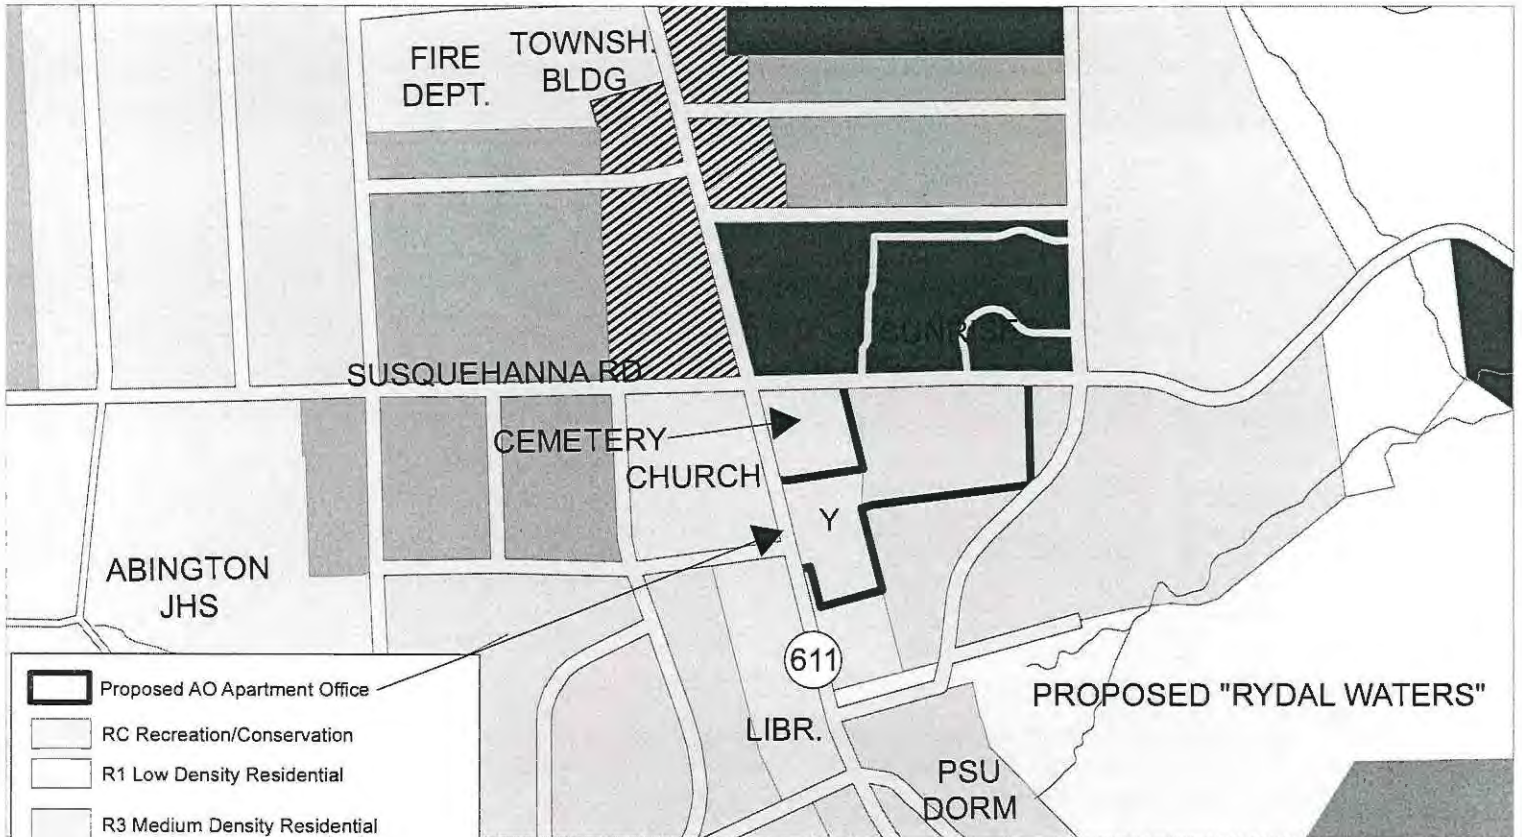 FIRE
DEPT.
TOWNSH.
BLDG
SUNRISE
SUSQUEHANNA RD
CEMETERY
CHURCH
Y
ABINGTON
JHS
611
Proposed AO Apartment Office
RC Recreation/Conservation
R1 Low Density Residential
R3 Medium Density Residential
PROPOSED "RYDAL WATERS"
LIBR.
PSU
DORM